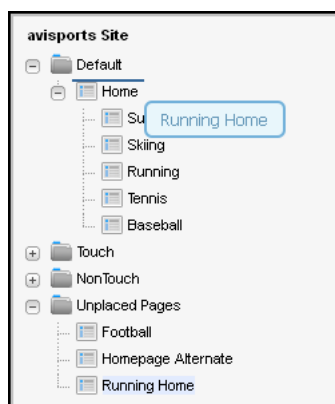 avisports Site
Default
Home
Su
Running Home
Skiing
Running
Tennis
Baseball
Touch
NonTouch
Unplaced Pages
Football
Homepage Alternate
Running Home